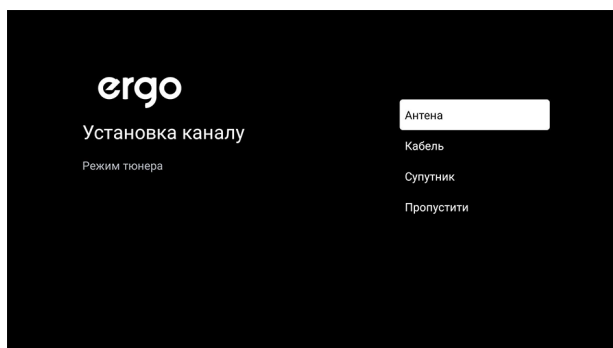 ergo
Установка каналу
Режим тюнера
Антена
Кабель
Супутник
Пропустити